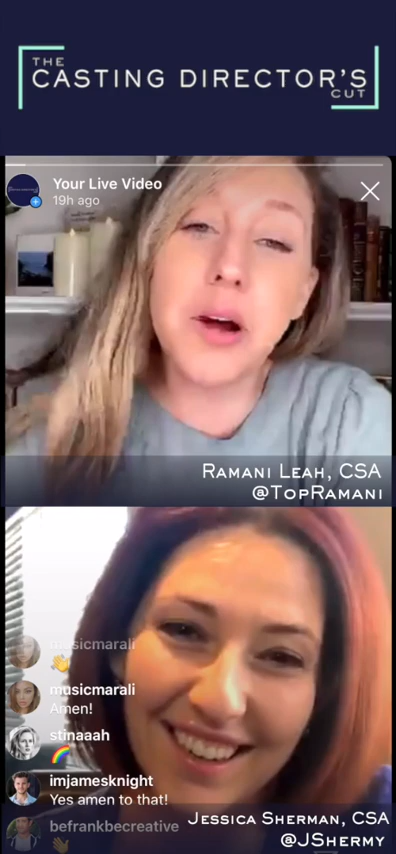 THE
CASTING DIRECTOR'S
CUT
Your Live Video
19h ago
RAMANI LEAH, CSA
@TOPRAMANI
musicmarali
👋
musicmarali
Amen!
stinaaah
🌈
imjamesknight
Yes amen to that!
befrankbecreative
👋
JESSICA SHERMAN, CSA
@JSHERMY